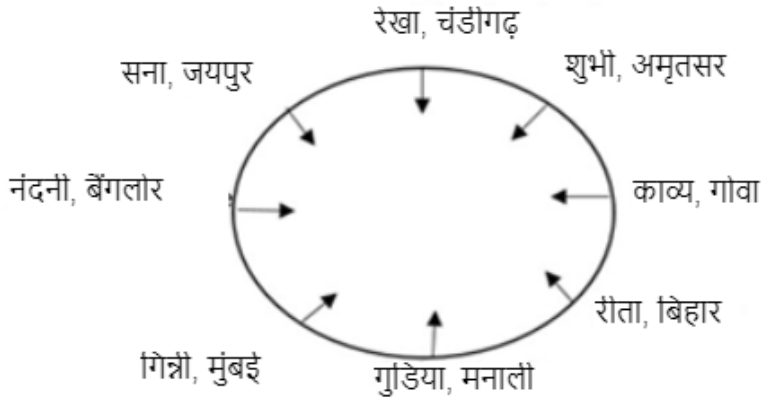 रेखा, चंडीगढ़
सना, जयपुर
शुभी, अमृतसर
नंदनी, बैंगलोर
काव्य, गोवा
रीता, बिहार
गिन्नी, मुंबई
गुडिया, मनाली